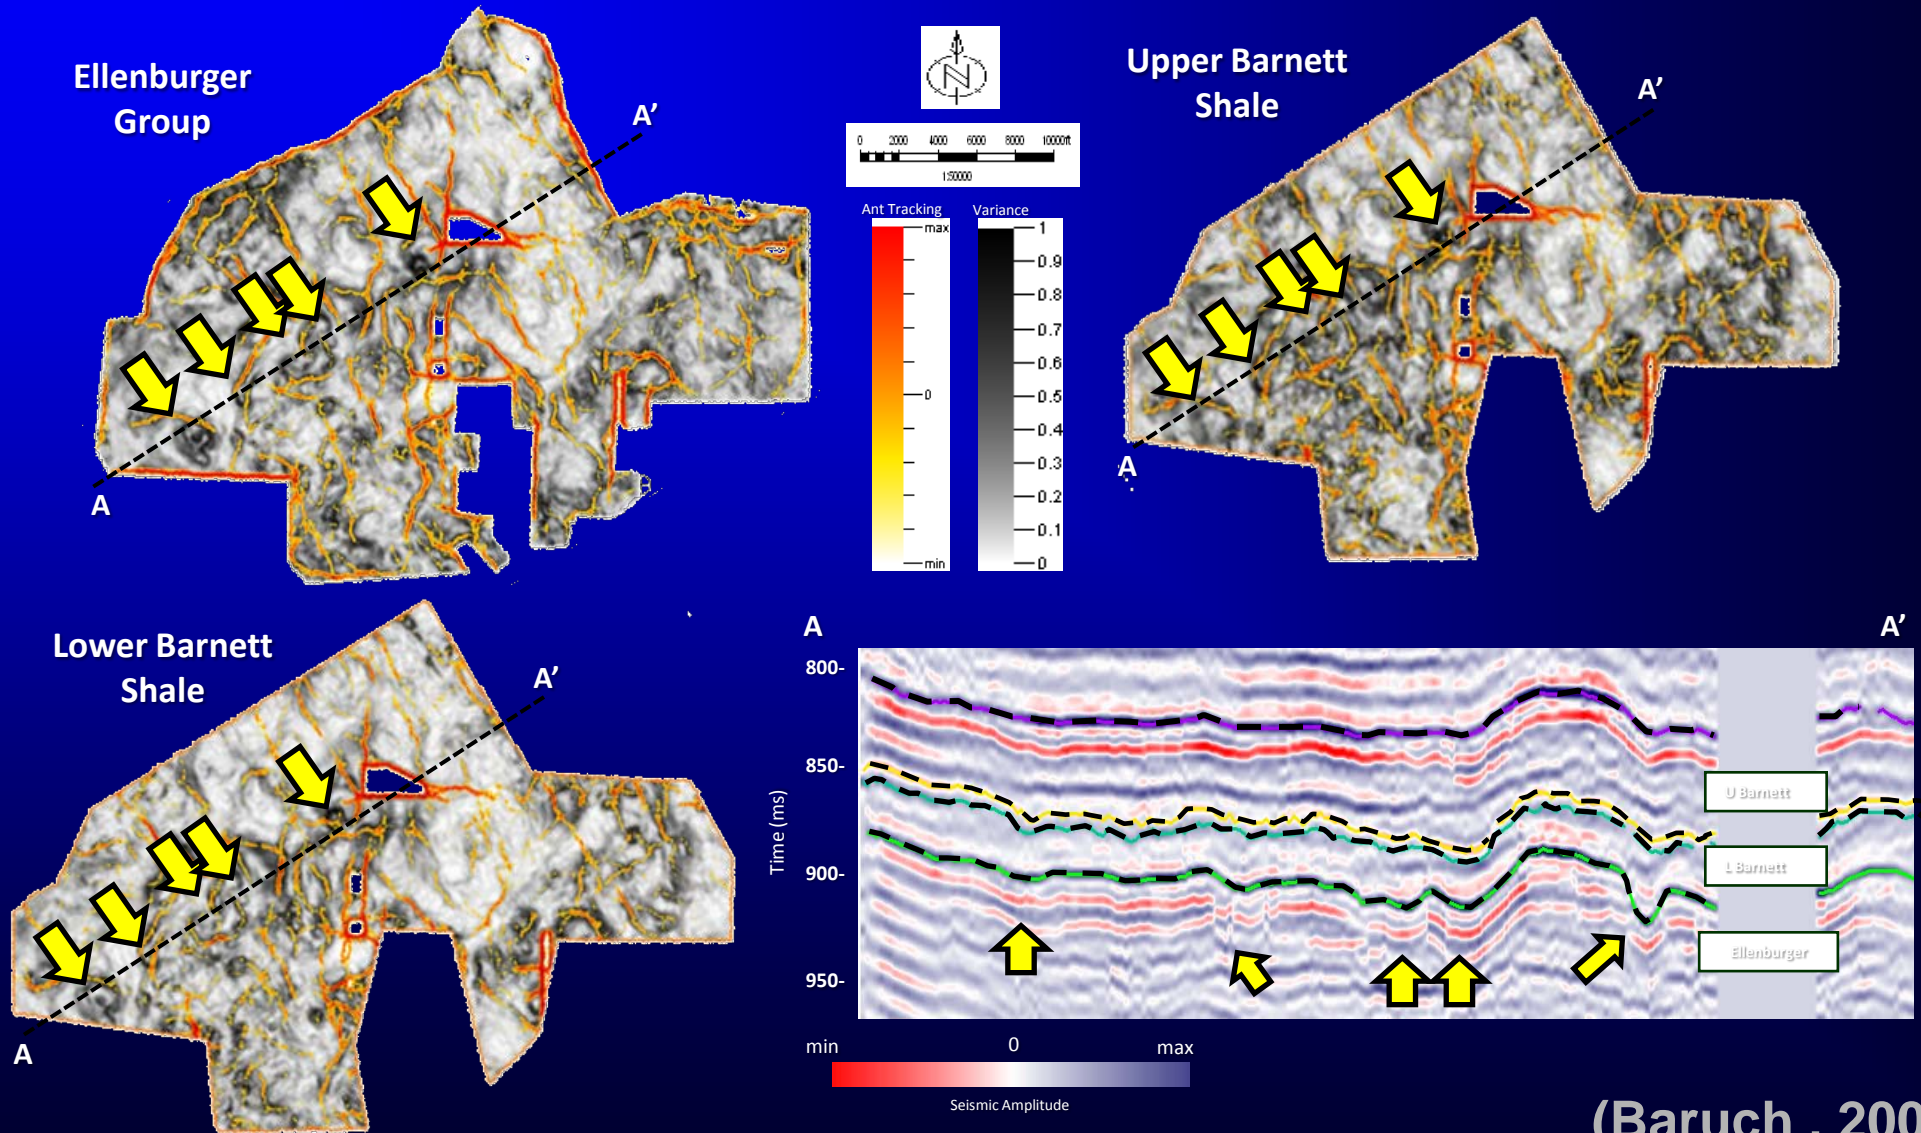 Ellenburger
Group
A'
A
N
0 2000 4000 6000 8000 10000ft
1:50000
Ant Tracking
max
0
min
Variance
1
0.9
0.8
0.7
0.6
0.5
0.4
0.3
0.2
0.1
0
Upper Barnett
Shale
A'
A
Lower Barnett
Shale
A'
A
A
A'
Time (ms)
800-
850-
900-
950-
U Barnett
L Barnett
Ellenburger
min 0 max
Seismic Amplitude
(Baruch , 200